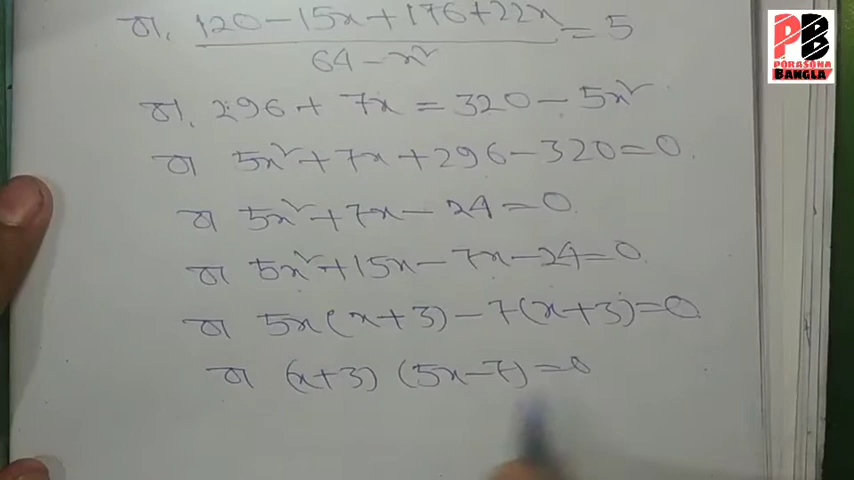 বা, 120-15x+176+22x / 64-x² = 5
বা, 296+7x=320-5x²
বা 5x²+7x+296-320=0
বা 5x²+7x-24=0
বা 5x²+15x-7x-24=0
বা 5x(x+3)-7(x+3)=0
বা (x+3)(5x-7)=0
PB
PORASONA
BANGLA